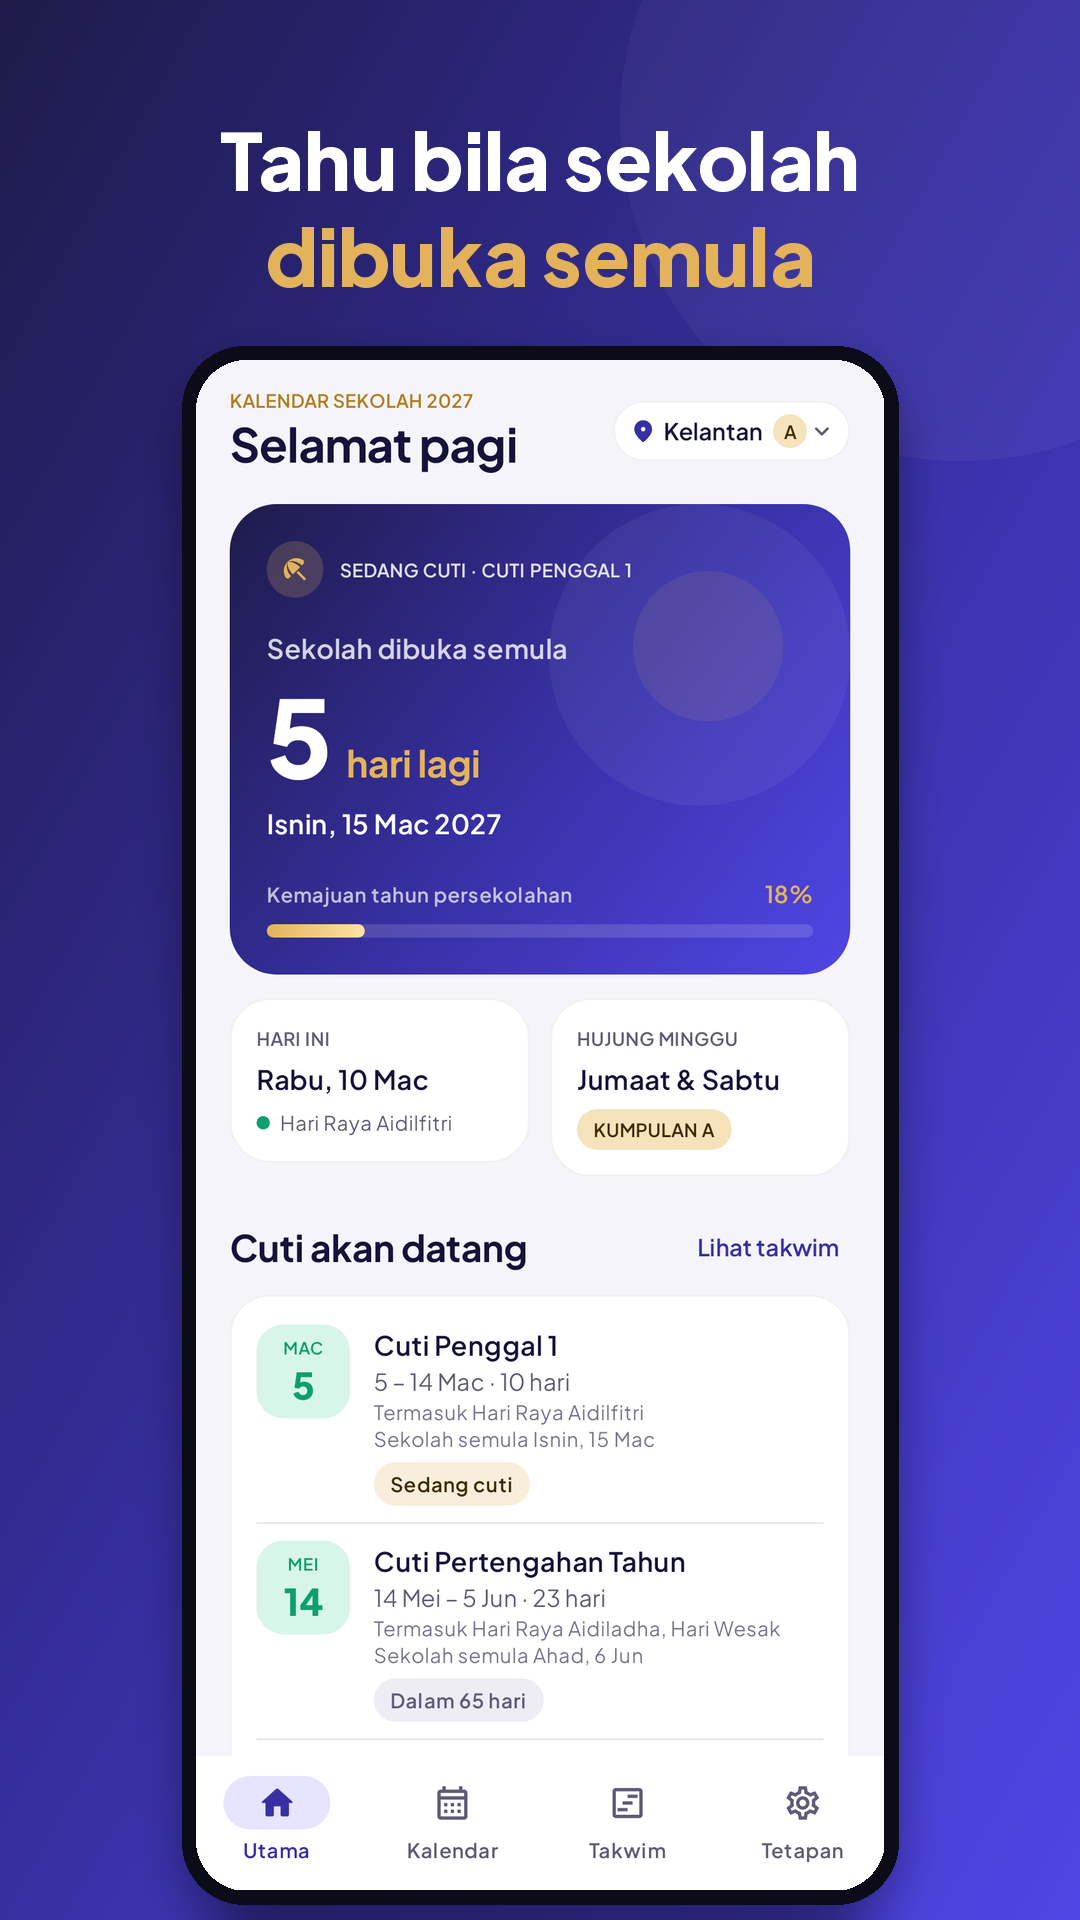 Tahu bila sekolah
dibuka semula
KALENDAR SEKOLAH 2027
Selamat pagi
Kelantan A
SEDANG CUTI · CUTI PENGGAL 1
Sekolah dibuka semula
5 hari lagi
Isnin, 15 Mac 2027
Kemajuan tahun persekolahan 18%
HARI INI
Rabu, 10 Mac
Hari Raya Aidilfitri
HUJUNG MINGGU
Jumaat & Sabtu
KUMPULAN A
Cuti akan datang
Lihat takwim
MAC
5
Cuti Penggal 1
5 – 14 Mac · 10 hari
Termasuk Hari Raya Aidilfitri
Sekolah semula Isnin, 15 Mac
Sedang cuti
MEI
14
Cuti Pertengahan Tahun
14 Mei – 5 Jun · 23 hari
Termasuk Hari Raya Aidiladha, Hari Wesak
Sekolah semula Ahad, 6 Jun
Dalam 65 hari
Utama
Kalendar
Takwim
Tetapan